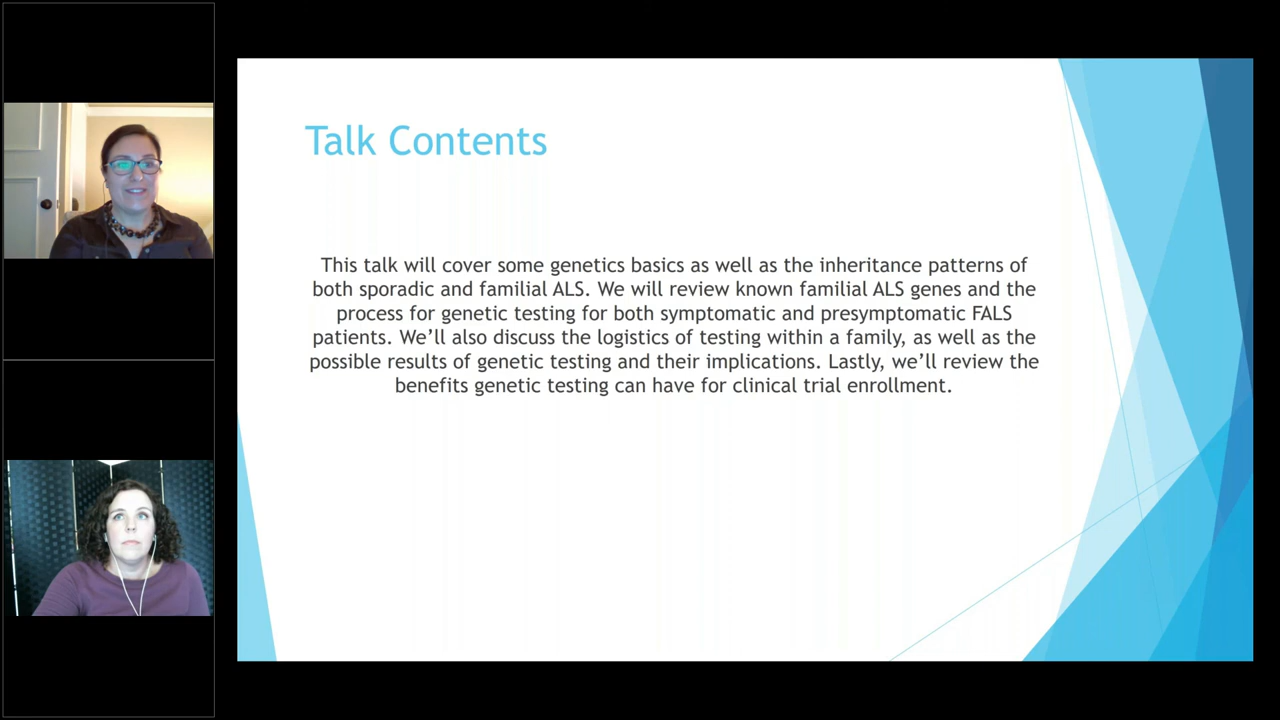 Talk Contents
This talk will cover some genetics basics as well as the inheritance patterns of
both sporadic and familial ALS. We will review known familial ALS genes and the
process for genetic testing for both symptomatic and presymptomatic FALS
patients. We’ll also discuss the logistics of testing within a family, as well as the
possible results of genetic testing and their implications. Lastly, we’ll review the
benefits genetic testing can have for clinical trial enrollment.